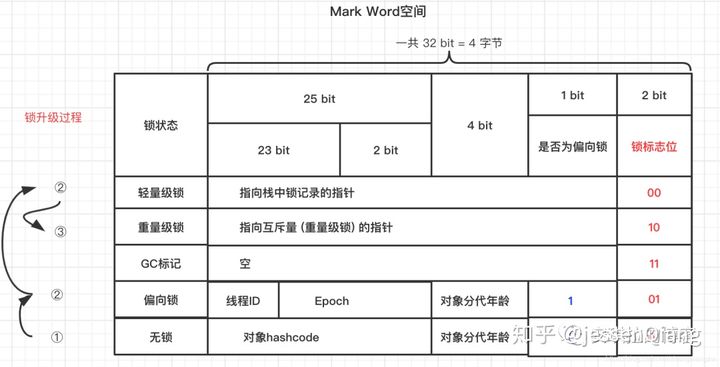 Mark Word空间
一共 32 bit = 4 字节
锁升级过程
锁状态
25 bit
4 bit
1 bit
2 bit
23 bit
2 bit
是否为偏向锁
锁标志位
②
轻量级锁
指向栈中锁记录的指针
00
③
重量级锁
指向互斥量 (重量级锁) 的指针
10
GC标记
空
11
②
偏向锁
线程ID
Epoch
对象分代年龄
1
01
①
无锁
对象hashcode
对象分代年龄
知乎 @jessenQiang